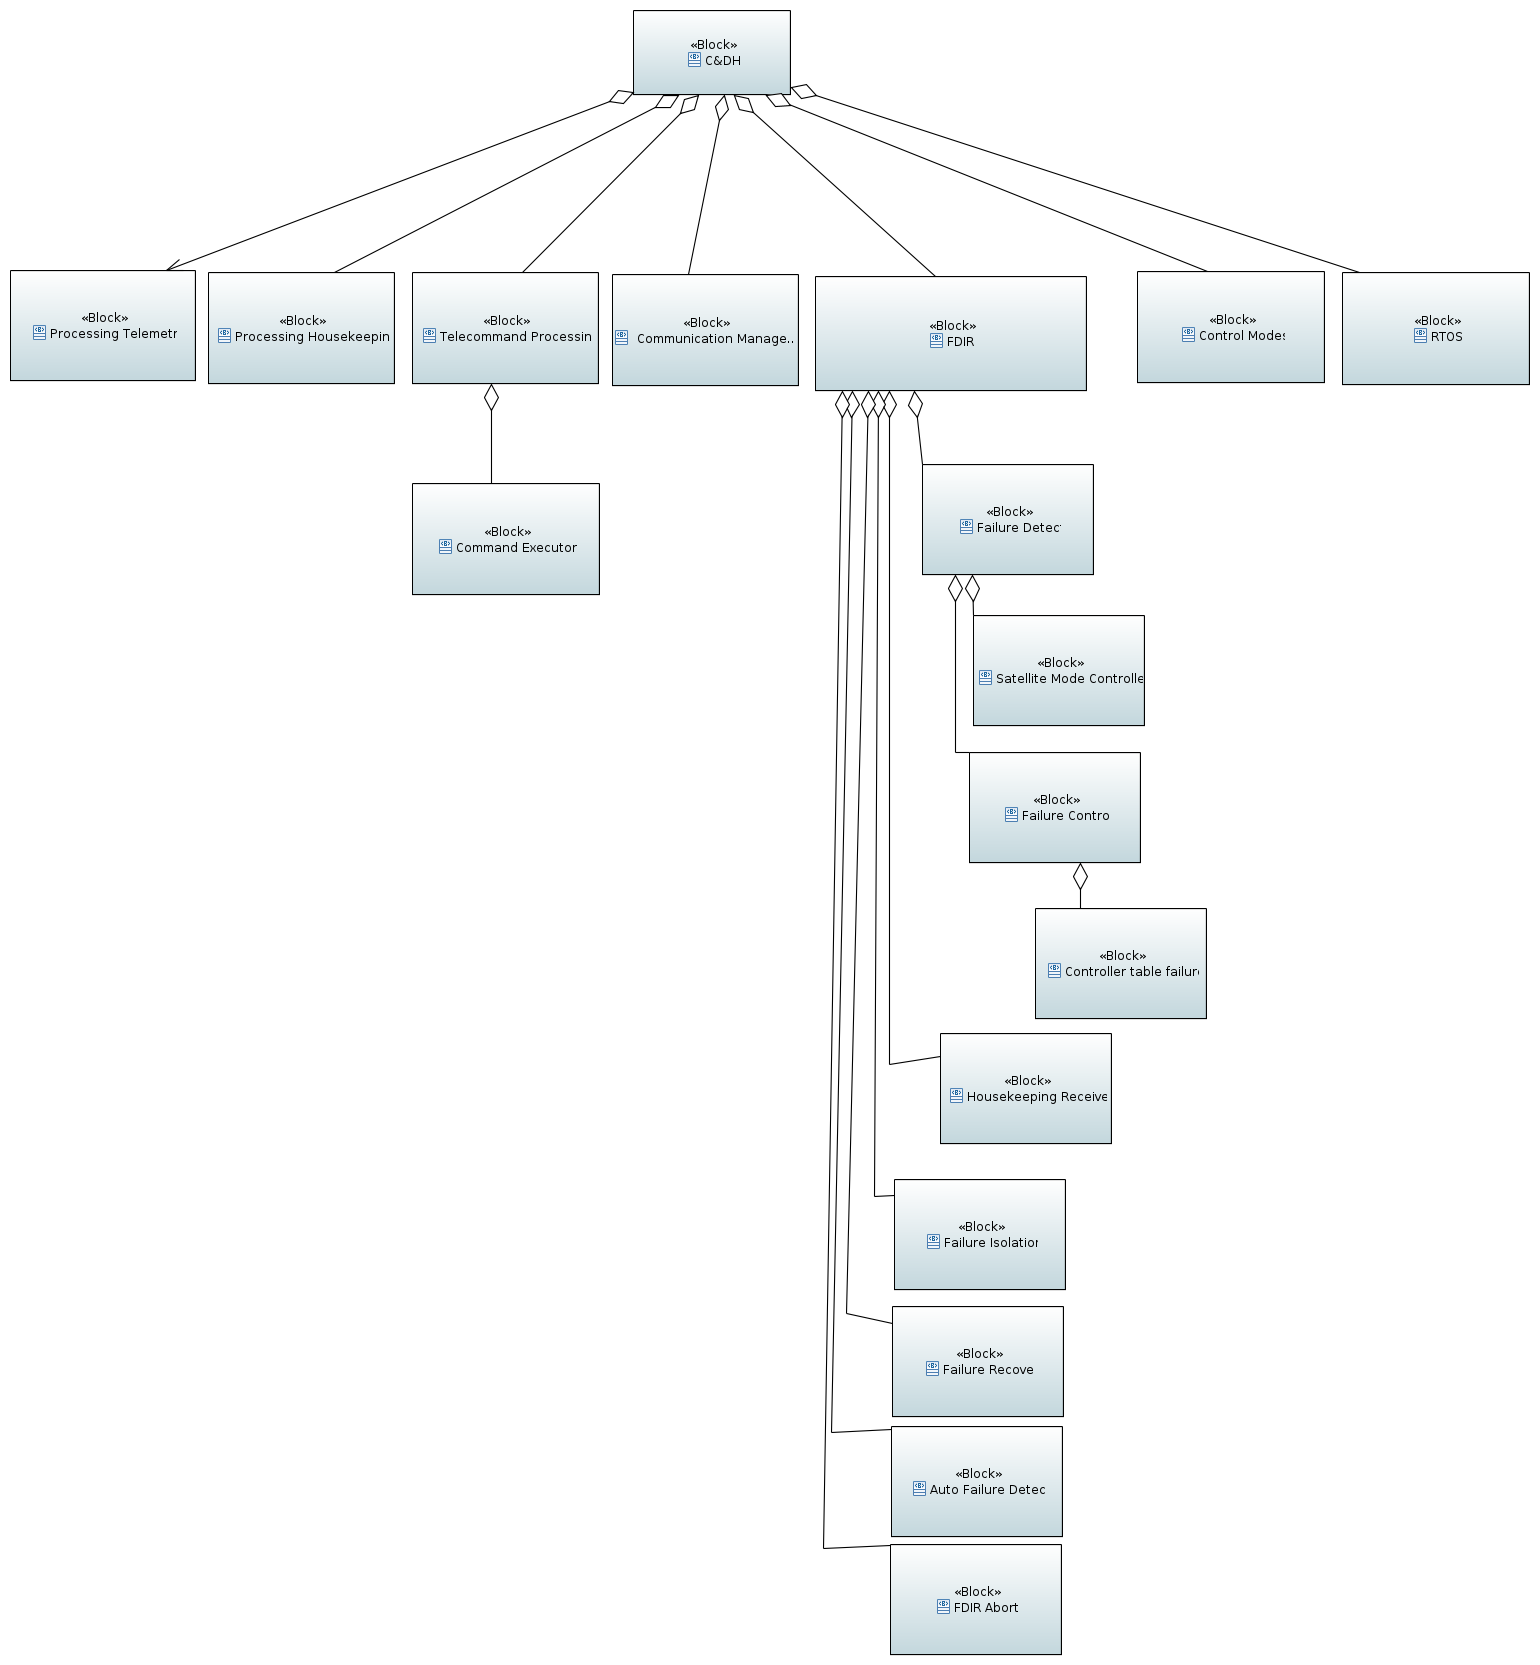 «Block»
C&DH
«Block»
Processing Telemetr
«Block»
Processing Housekeepin
«Block»
Telecommand Processin
«Block»
Communication Manage..
«Block»
FDIR
«Block»
Control Modes
«Block»
RTOS
«Block»
Failure Detec
«Block»
Command Executor
«Block»
Satellite Mode Controlle
«Block»
Failure Contro
«Block»
Controller table failure
«Block»
Housekeeping Receive
«Block»
Failure Isolation
«Block»
Failure Recove
«Block»
Auto Failure Detec
«Block»
FDIR Abort